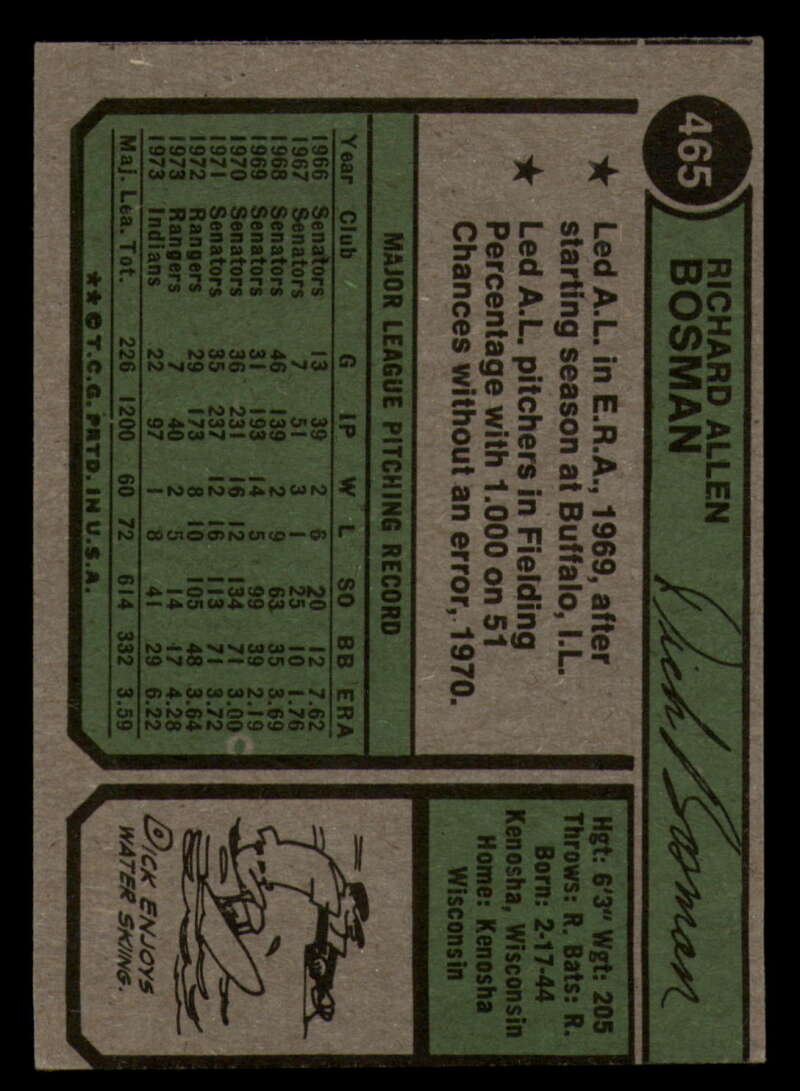 465
RICHARD ALLEN
BOSMAN
Dick Bosman
★ Led A.L. in E.R.A., 1969, after
starting season at Buffalo, I.L.
★ Led A.L. pitchers in Fielding
Percentage with 1.000 on 51
Chances without an error, 1970.
Hgt: 6'3" Wgt: 205
Throws: R. Bats: R.
Born: 2-17-44
Kenosha, Wisconsin
Home: Kenosha
Wisconsin
MAJOR LEAGUE PITCHING RECORD
Year Club G IP W L SO BB ERA
1966 Senators 13 39 2 6 20 12 7.62
1967 Senators 7 51 3 1 25 10 1.76
1968 Senators 46 139 2 9 63 35 3.69
1969 Senators 31 193 14 5 99 39 2.19
1970 Senators 36 231 16 12 134 71 3.00
1971 Senators 35 237 12 16 113 71 3.72
1972 Rangers 29 173 8 10 105 48 3.64
1973 Rangers 7 40 2 5 14 17 4.28
1973 Indians 22 97 1 8 41 29 6.22
Maj. Lea. Tot. 226 1200 60 72 614 332 3.59
★★© T.C.G. PRTD. IN U.S.A.
DICK ENJOYS
WATER SKIING.